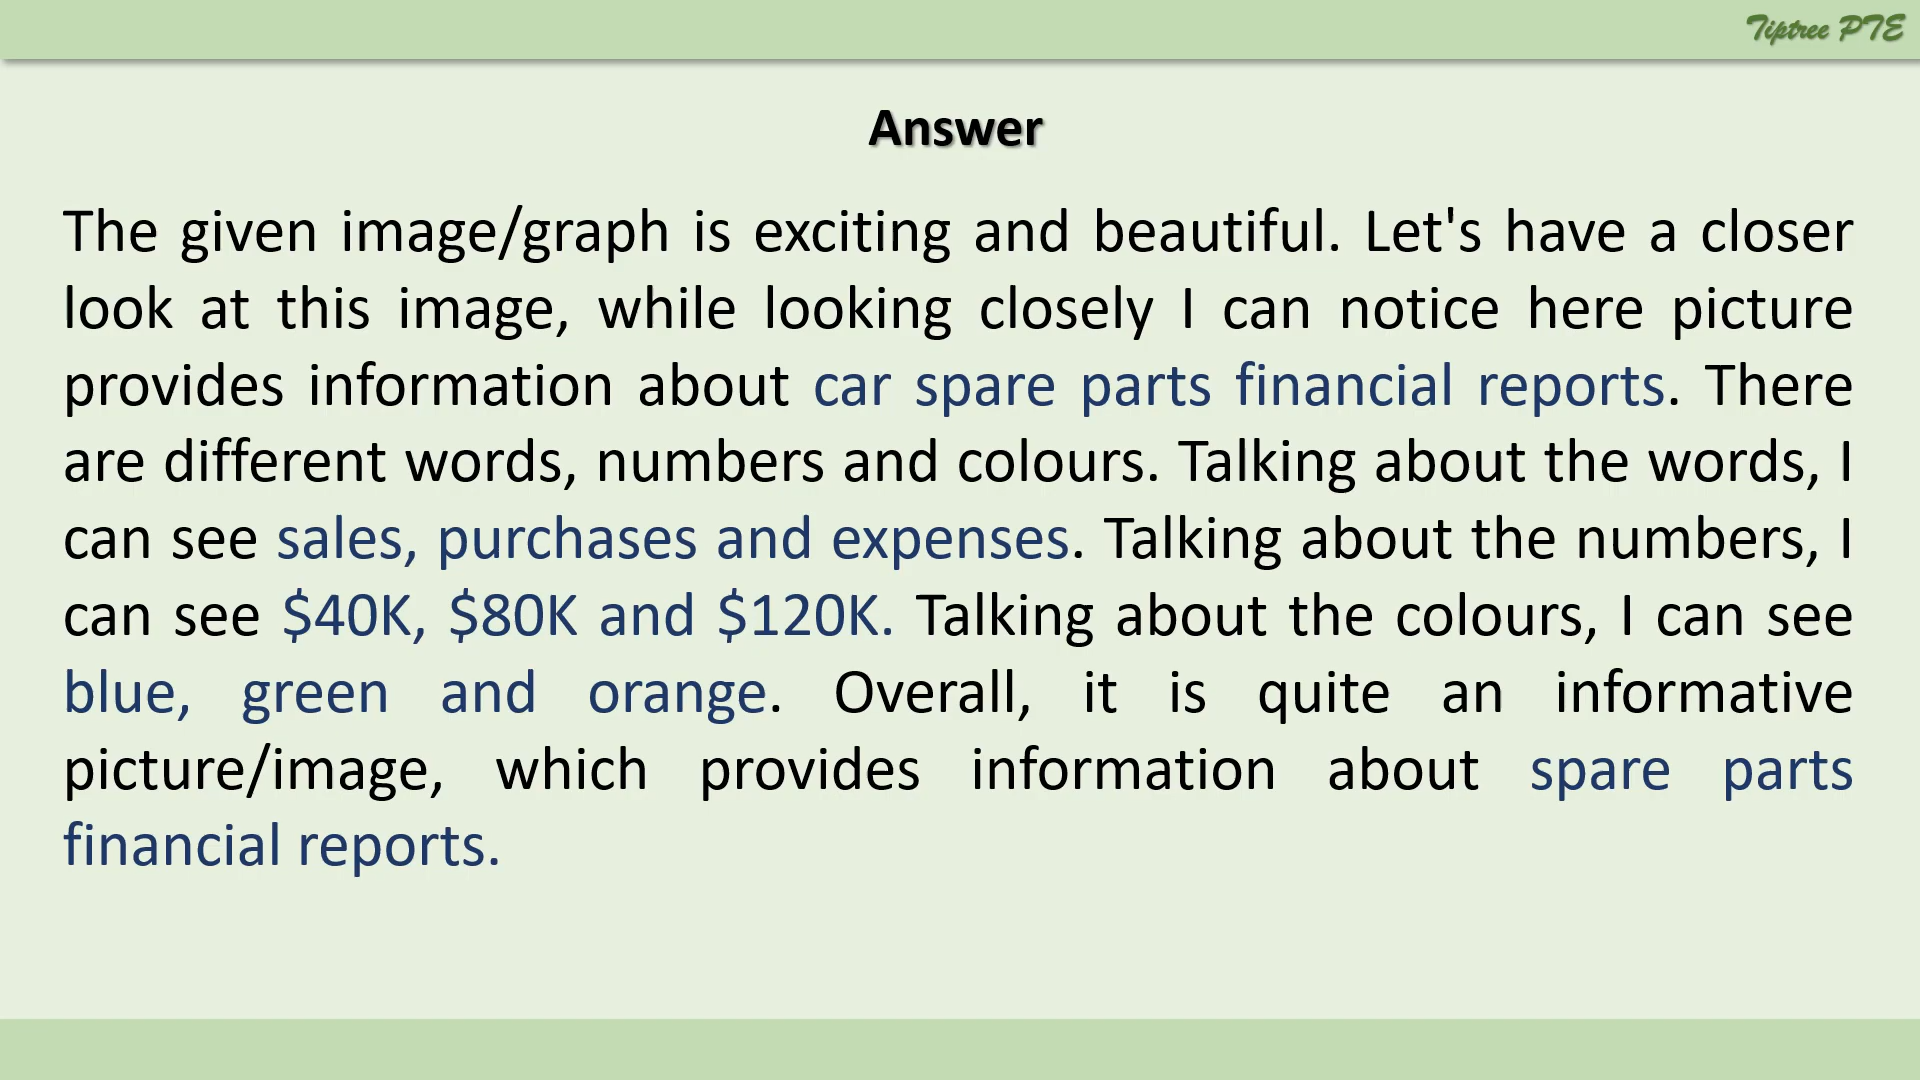 Tiptree PTE
Answer
The given image/graph is exciting and beautiful. Let's have a closer
look at this image, while looking closely I can notice here picture
provides information about car spare parts financial reports. There
are different words, numbers and colours. Talking about the words, I
can see sales, purchases and expenses. Talking about the numbers, I
can see $40K, $80K and $120K. Talking about the colours, I can see
blue, green and orange. Overall, it is quite an informative
picture/image, which provides information about spare parts
financial reports.